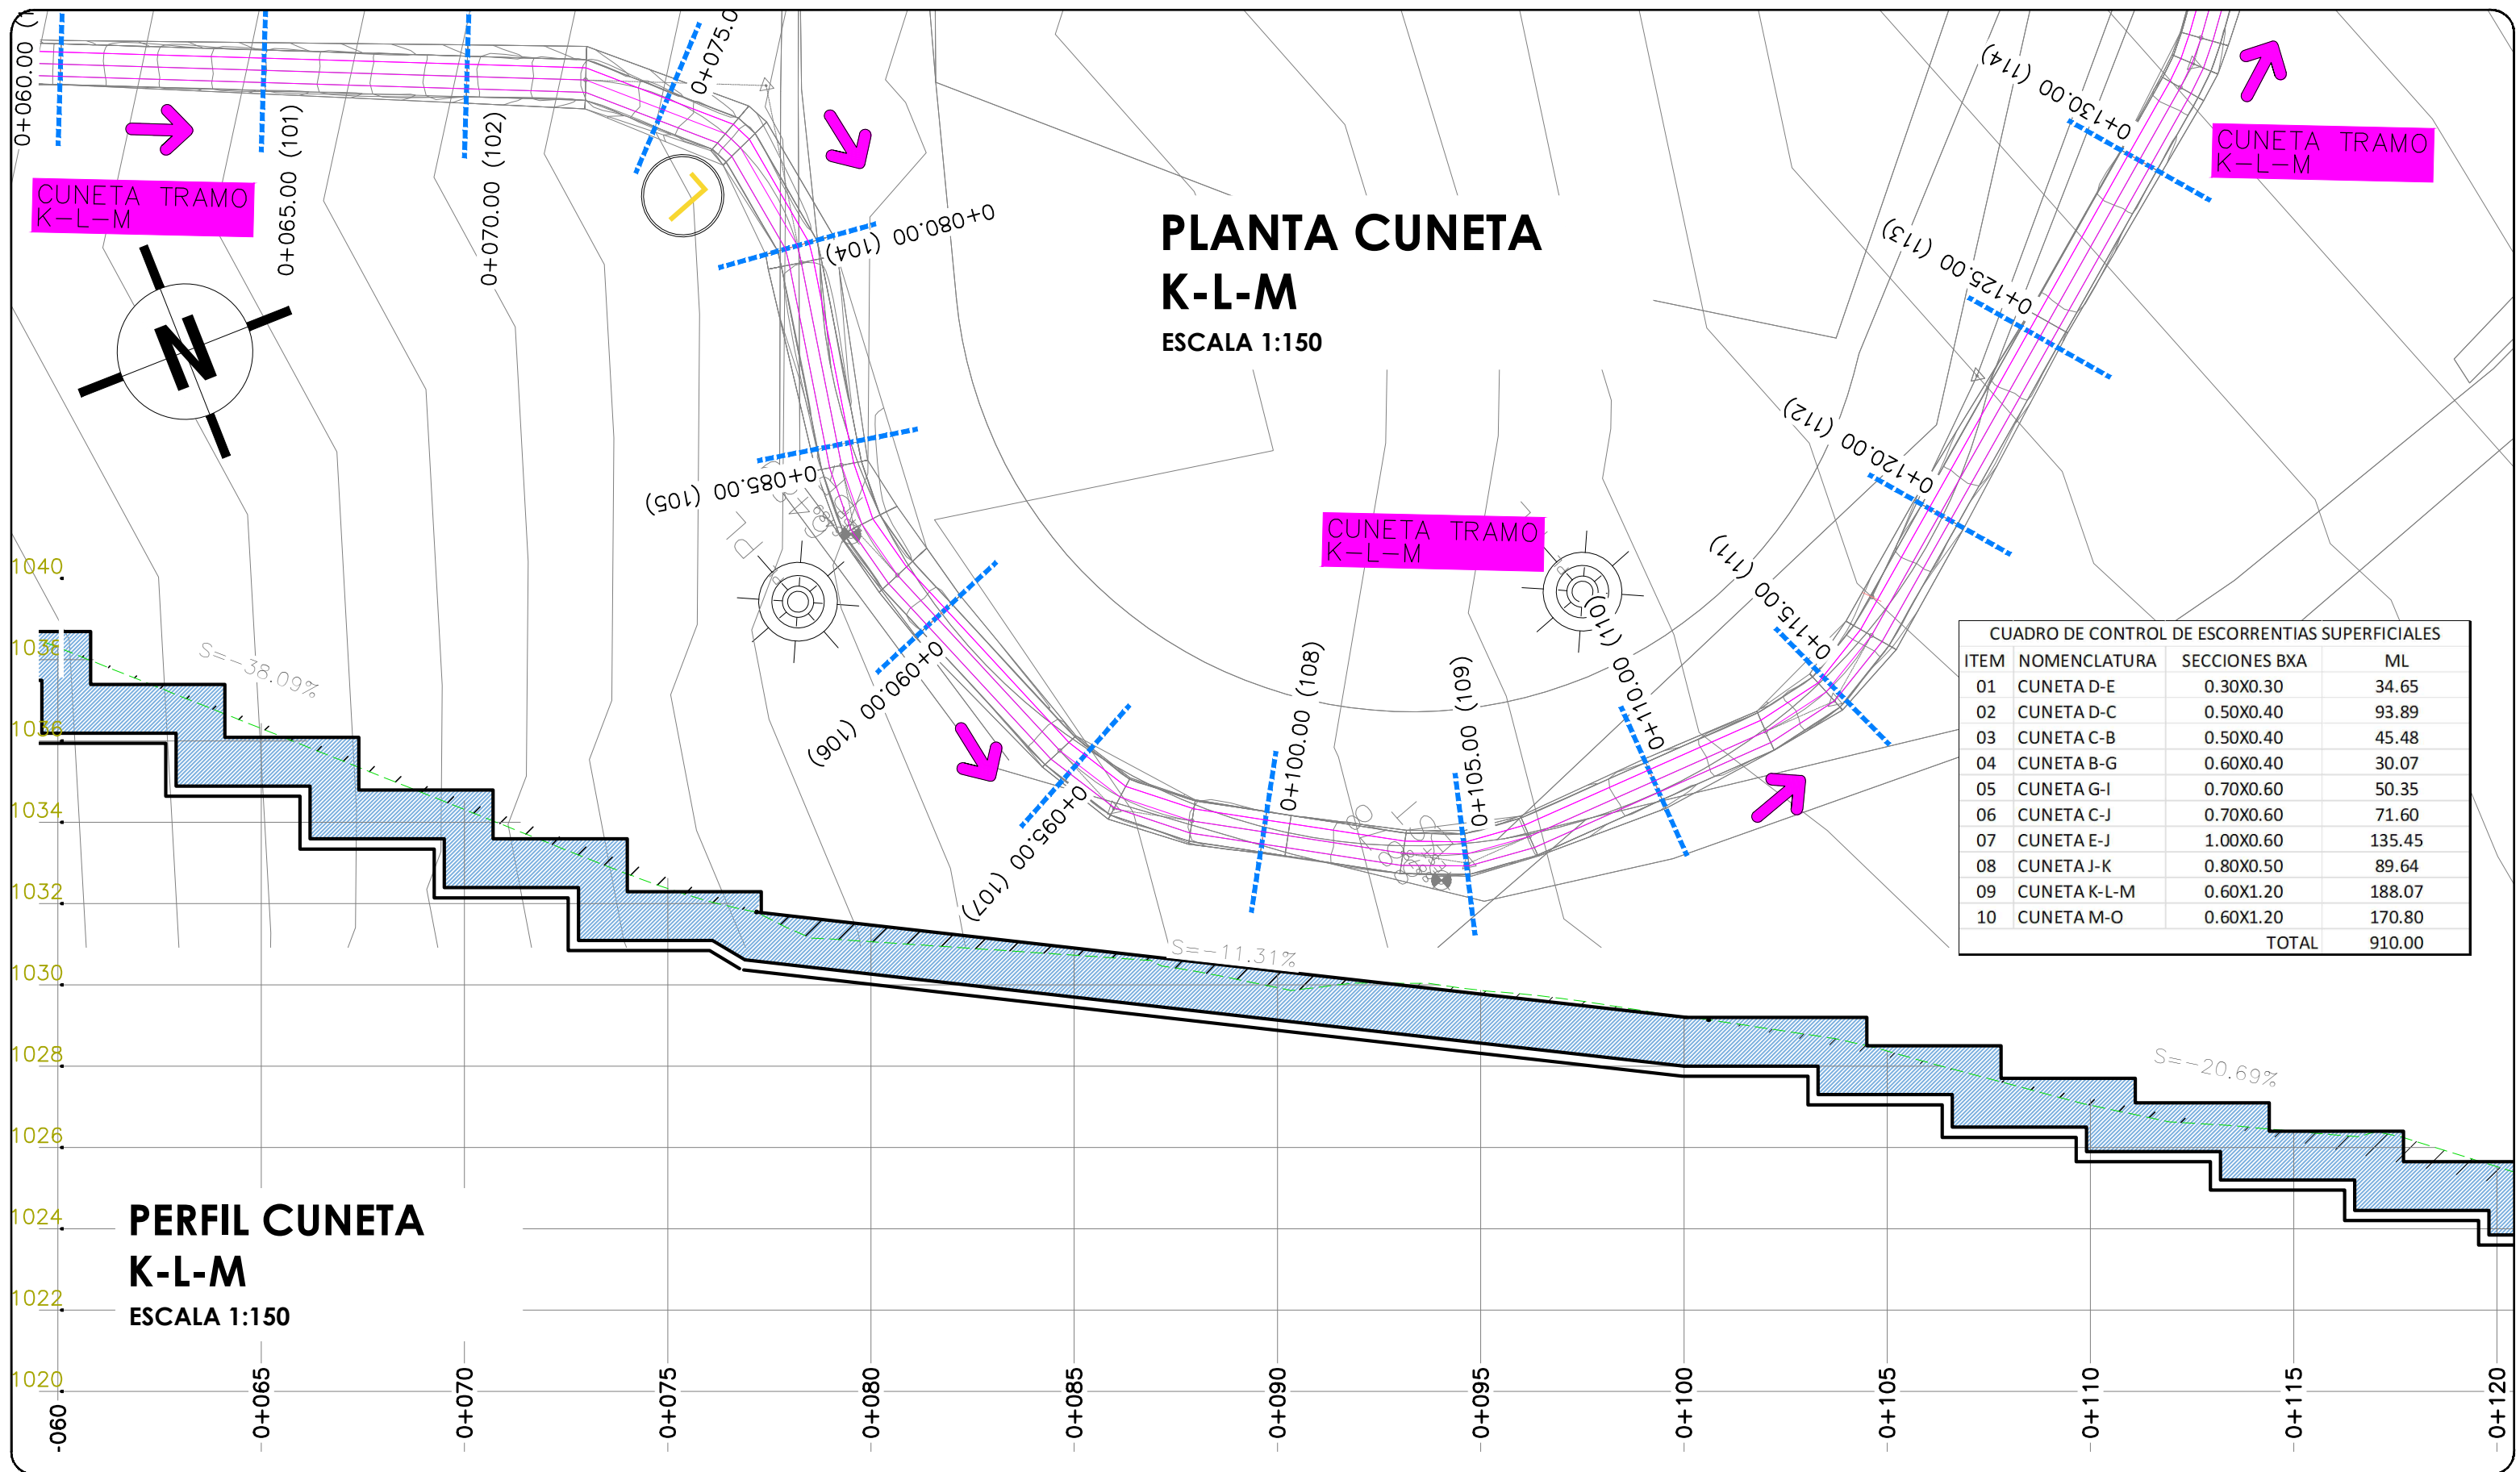 0+060.00
0+065.00 (101)
0+070.00 (102)
0+075.0
0+080.00 (104)
0+085.00 (105)
0+090.00 (106)
0+095.00 (107)
0+100.00 (108)
0+105.00 (109)
0+110.00 (110)
0+115.00 (111)
0+120.00 (112)
0+125.00 (113)
0+130.00 (114)
CUNETA TRAMO
K-L-M
CUNETA TRAMO
K-L-M
CUNETA TRAMO
K-L-M
N
L
PLANTA CUNETA
K-L-M
ESCALA 1:150
CUADRO DE CONTROL DE ESCORRENTIAS SUPERFICIALES
ITEM NOMENCLATURA SECCIONES BXA ML
01 CUNETA D-E 0.30X0.30 34.65
02 CUNETA D-C 0.50X0.40 93.89
03 CUNETA C-B 0.50X0.40 45.48
04 CUNETA B-G 0.60X0.40 30.07
05 CUNETA G-I 0.70X0.60 50.35
06 CUNETA C-J 0.70X0.60 71.60
07 CUNETA E-J 1.00X0.60 135.45
08 CUNETA J-K 0.80X0.50 89.64
09 CUNETA K-L-M 0.60X1.20 188.07
10 CUNETA M-O 0.60X1.20 170.80
TOTAL 910.00
1040
1038
1036
1034
1032
1030
1028
1026
1024
1022
1020
S=-38.09%
S=-11.31%
S=-20.69%
PERFIL CUNETA
K-L-M
ESCALA 1:150
-060
0+065
0+070
0+075
0+080
0+085
0+090
0+095
0+100
0+105
0+110
0+115
0+120